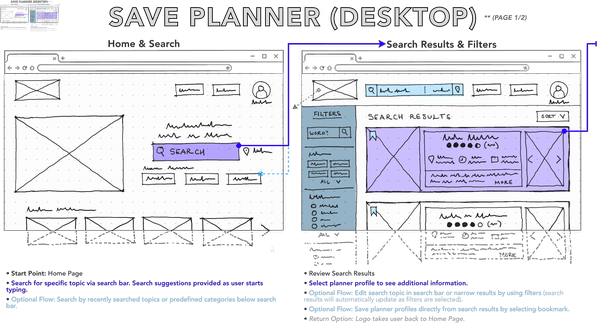 SAVE PLANNER (DESKTOP) ** (PAGE 1/2)
Home & Search
Search Results & Filters
SEARCH
FILTERS
WORD?
ALL
ALL
SEARCH RESULTS
SORT
MORE
MORE
• Start Point: Home Page
• Search for specific topic via search bar. Search suggestions provided as user starts
typing.
• Optional Flow: Search by recently searched topics or predefined categories below search
bar.
• Review Search Results
• Select planner profile to see additional information.
• Optional Flow: Edit search topic in search bar or narrow results by using filters (search
results will automatically update as filters are selected).
• Optional Flow: Save planner profiles directly from search results by selecting bookmark.
• Return Option: Logo takes user back to Home Page.